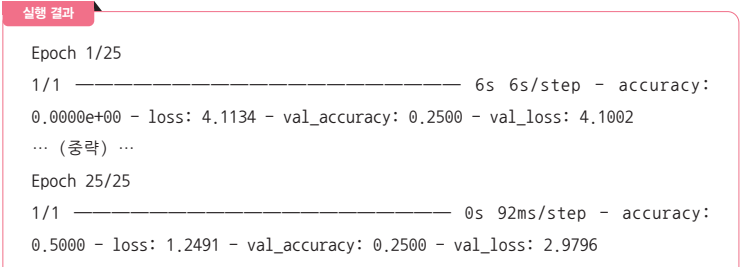 실행 결과
Epoch 1/25
1/1 ━━━━━━━━━━━━━━━━━━━━ 6s 6s/step - accuracy:
0.0000e+00 - loss: 4.1134 - val_accuracy: 0.2500 - val_loss: 4.1002
… (중략) …
Epoch 25/25
1/1 ━━━━━━━━━━━━━━━━━━━━ 0s 92ms/step - accuracy:
0.5000 - loss: 1.2491 - val_accuracy: 0.2500 - val_loss: 2.9796